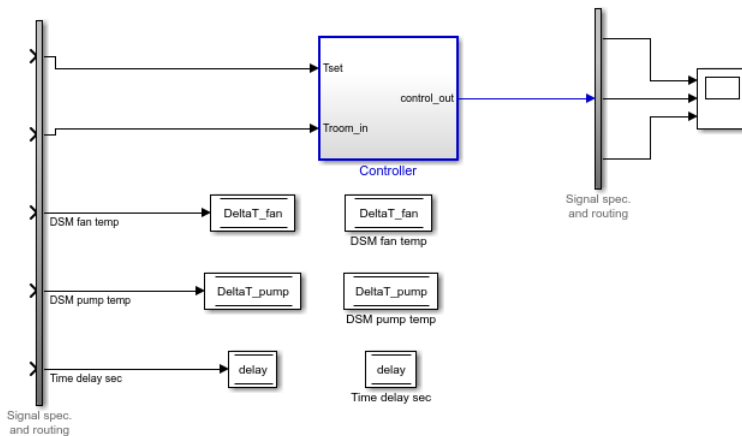 Tset
control_out
Troom_in
Controller
Signal spec.
and routing
DSM fan temp
DeltaT_fan
DeltaT_fan
DSM fan temp
DSM pump temp
DeltaT_pump
DeltaT_pump
DSM pump temp
Time delay sec
delay
delay
Time delay sec
Signal spec.
and routing